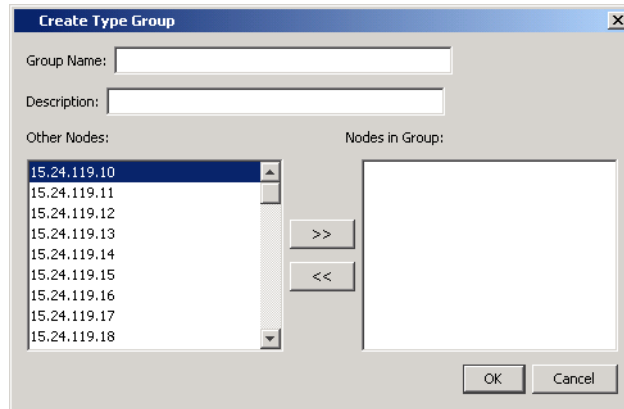 Create Type Group
Group Name:
Description:
Other Nodes:
Nodes in Group:
15.24.119.10
15.24.119.11
15.24.119.12
15.24.119.13
15.24.119.14
15.24.119.15
15.24.119.16
15.24.119.17
15.24.119.18
>>
<<
OK
Cancel